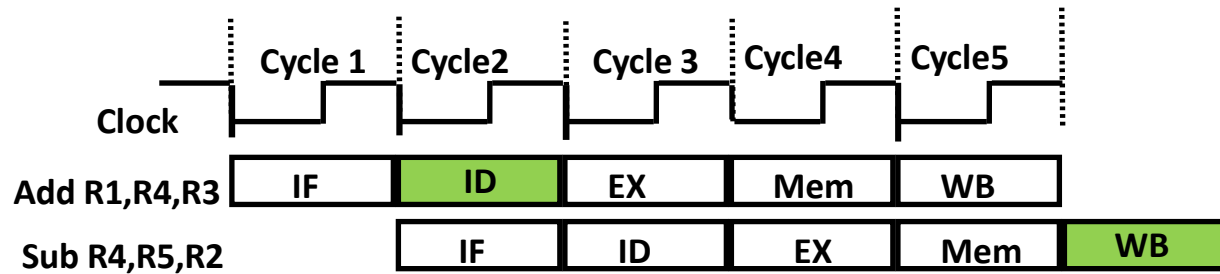 Cycle 1 Cycle2 Cycle 3 Cycle4 Cycle5
Clock
Add R1,R4,R3 IF ID EX Mem WB
Sub R4,R5,R2 IF ID EX Mem WB